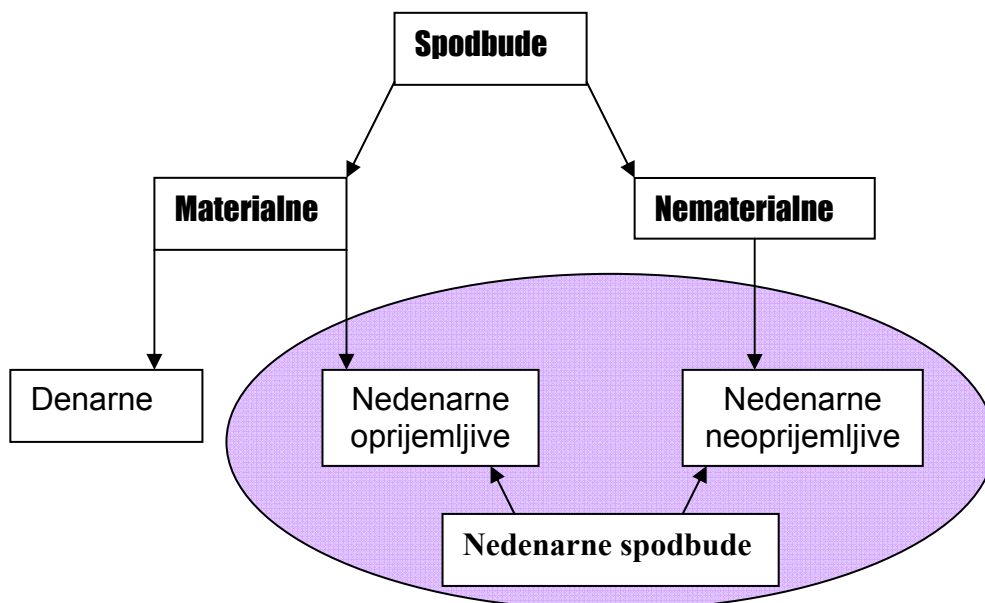 Spodbude
Materialne
Nematerialne
Denarne
Nedenarne
oprijemljive
Nedenarne
neoprijemljive
Nedenarne spodbude